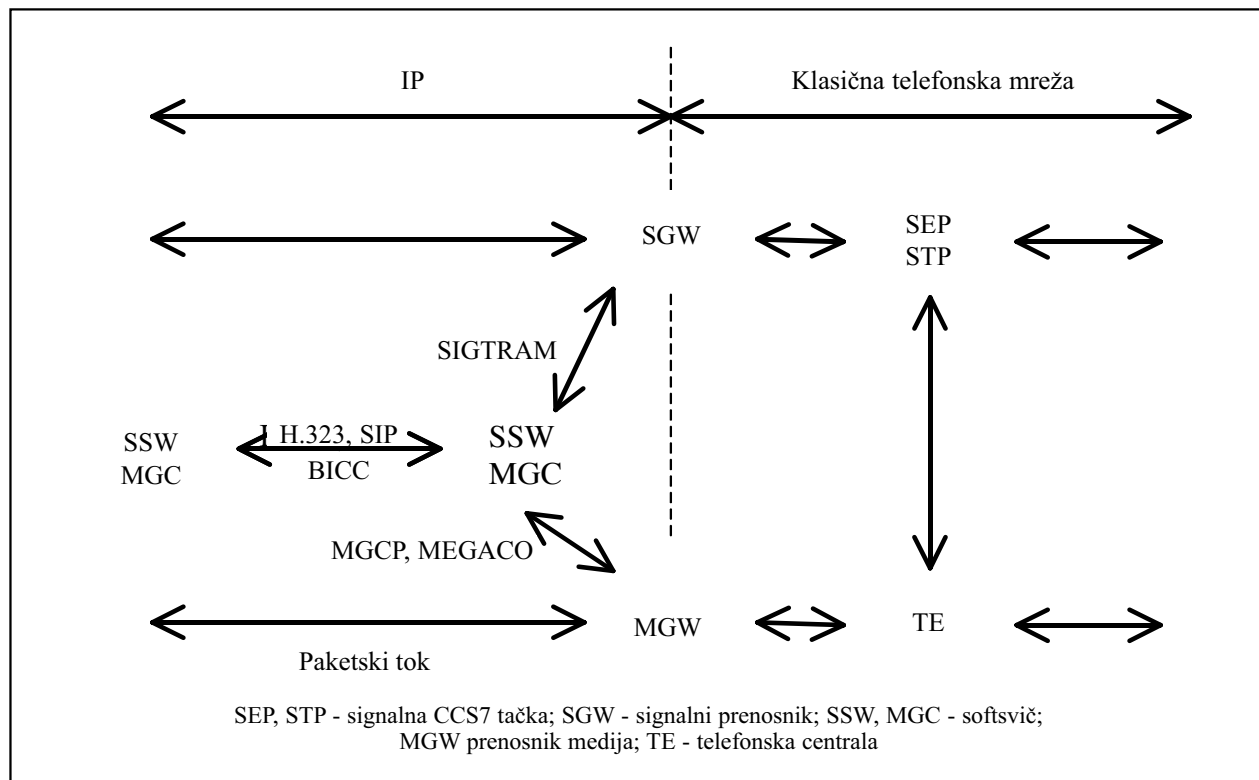 IP
Klasična telefonska mreža
SGW
SEP
STP
SIGTRAM
SSW
MGC
H.323, SIP
BICC
SSW
MGC
MGCP, MEGACO
MGW
TE
Paketski tok
SEP, STP - signalna CCS7 tačka; SGW - signalni prenosnik; SSW, MGC - softsvič;
MGW prenosnik medija; TE - telefonska centrala